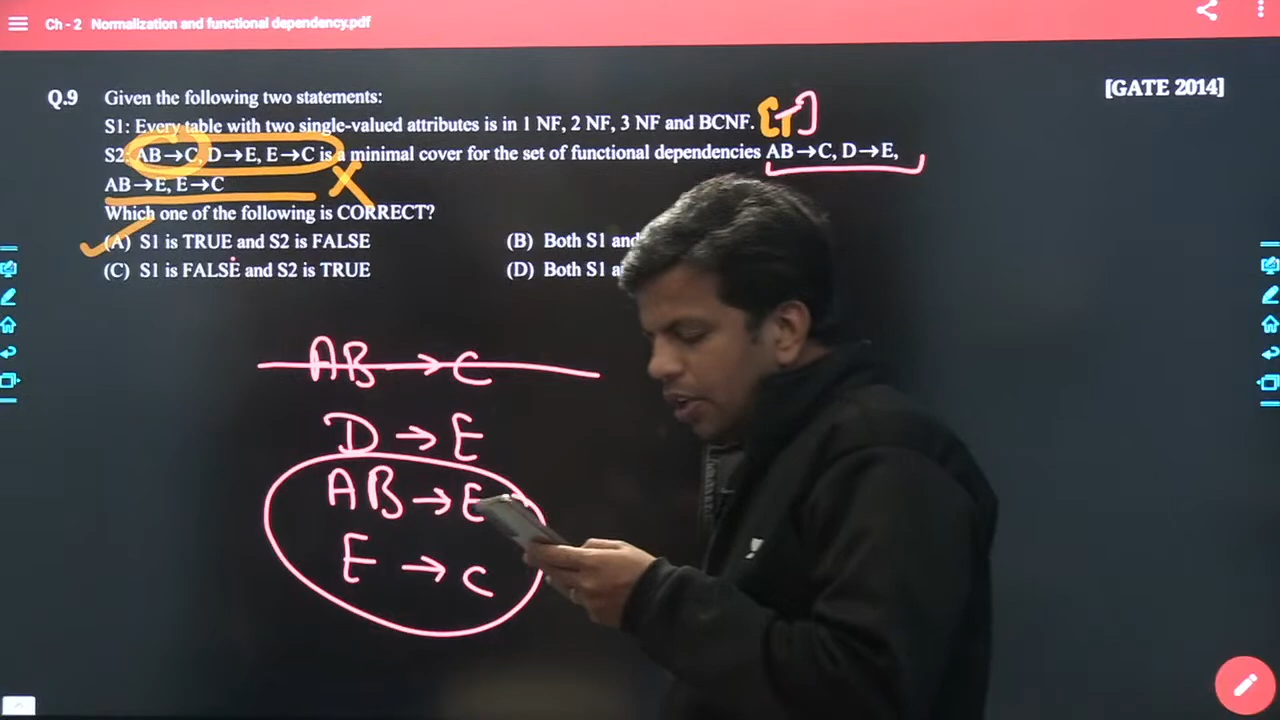 Ch - 2 Normalization and functional dependency.pdf
Q.9 Given the following two statements: [GATE 2014]
S1: Every table with two single-valued attributes is in 1 NF, 2 NF, 3 NF and BCNF. [T]
S2: AB→C, D→E, E→C is a minimal cover for the set of functional dependencies AB→C, D→E,
AB→E, E→C
Which one of the following is CORRECT?
(A) S1 is TRUE and S2 is FALSE (B) Both S1 and
(C) S1 is FALSE and S2 is TRUE (D) Both S1
AB → C
D → E
AB → E
E → C